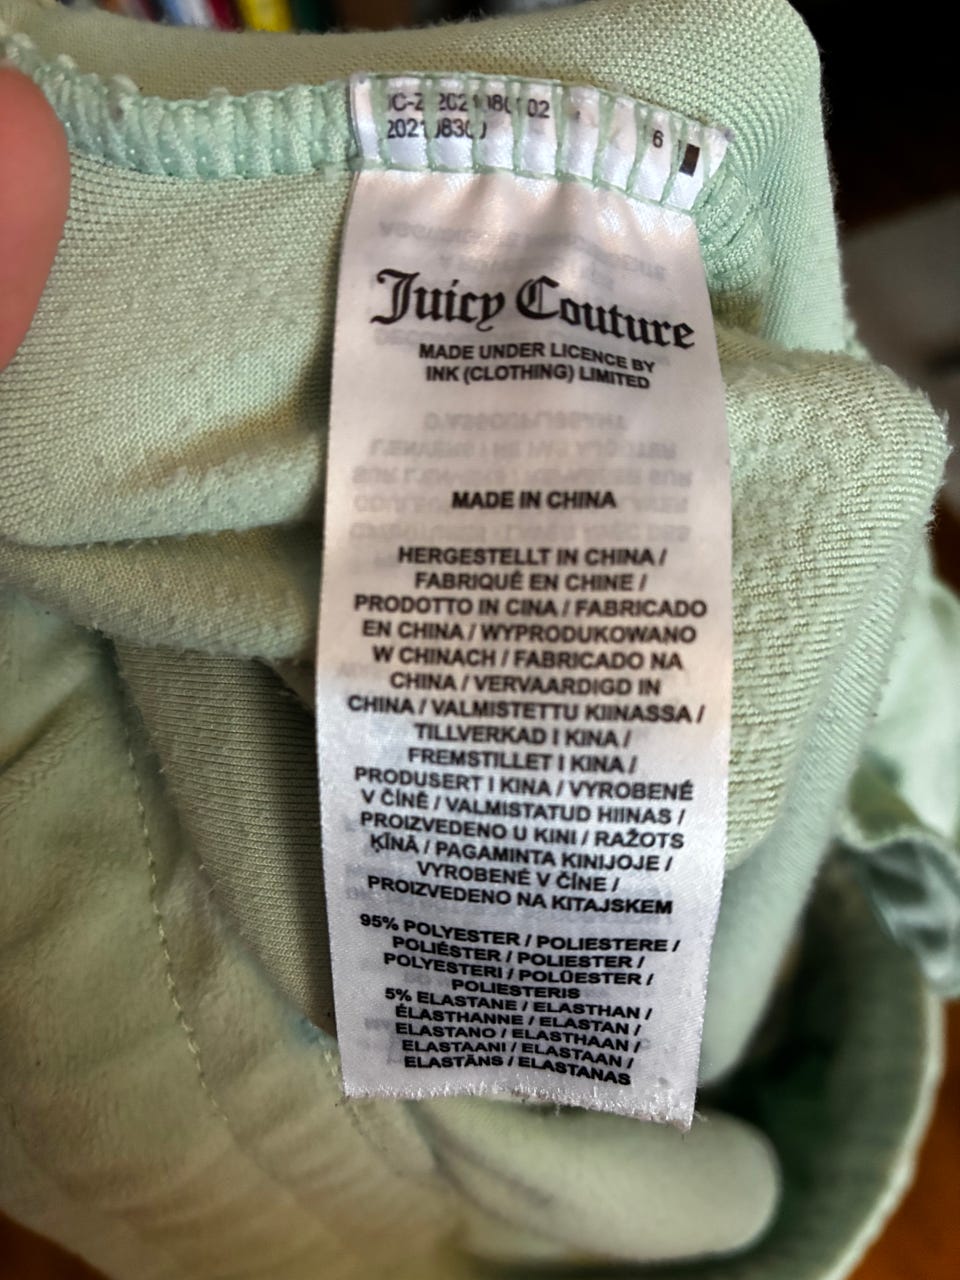 6
Juicy Couture
MADE UNDER LICENCE BY
INK (CLOTHING) LIMITED
MADE IN CHINA
HERGESTELLT IN CHINA /
FABRIQUÉ EN CHINE /
PRODOTTO IN CINA / FABRICADO
EN CHINA / WYPRODUKOWANO
W CHINACH / FABRICADO NA
CHINA / VERVAARDIGD IN
CHINA / VALMISTETTU KIINASSA /
TILLVERKAD I KINA /
FREMSTILLET I KINA /
PRODUSERT I KINA / VYROBENÉ
V ČÍNĚ / VALMISTATUD HIINAS /
PROIZVEDENO U KINI / RAŽOTS
ĶĪNĀ / PAGAMINTA KINIJOJE /
VYROBENÉ V ČÍNE /
PROIZVEDENO NA KITAJSKEM
95% POLYESTER / POLIESTERE /
POLIÉSTER / POLIESTER /
POLYESTERI / POLÜESTER /
POLIESTERIS
5% ELASTANE / ELASTHAN /
ÉLASTHANNE / ELASTAN /
ELASTANO / ELASTHAAN /
ELASTAANI / ELASTAAN /
ELASTĀNS / ELASTANAS